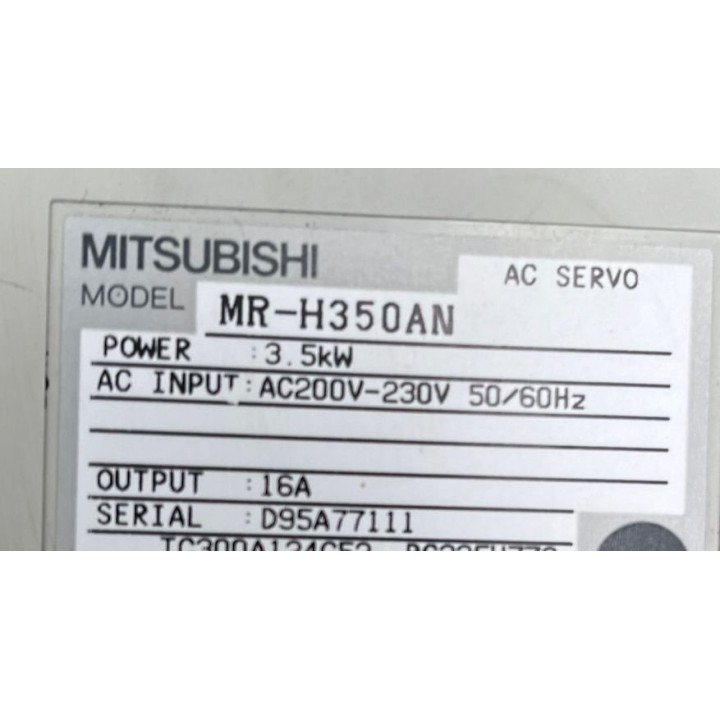 MITSUBISHI
AC SERVO
MODEL MR-H350AN
POWER : 3.5kW
AC INPUT : AC200V-230V 50/60Hz
OUTPUT : 16A
SERIAL : D95A77111